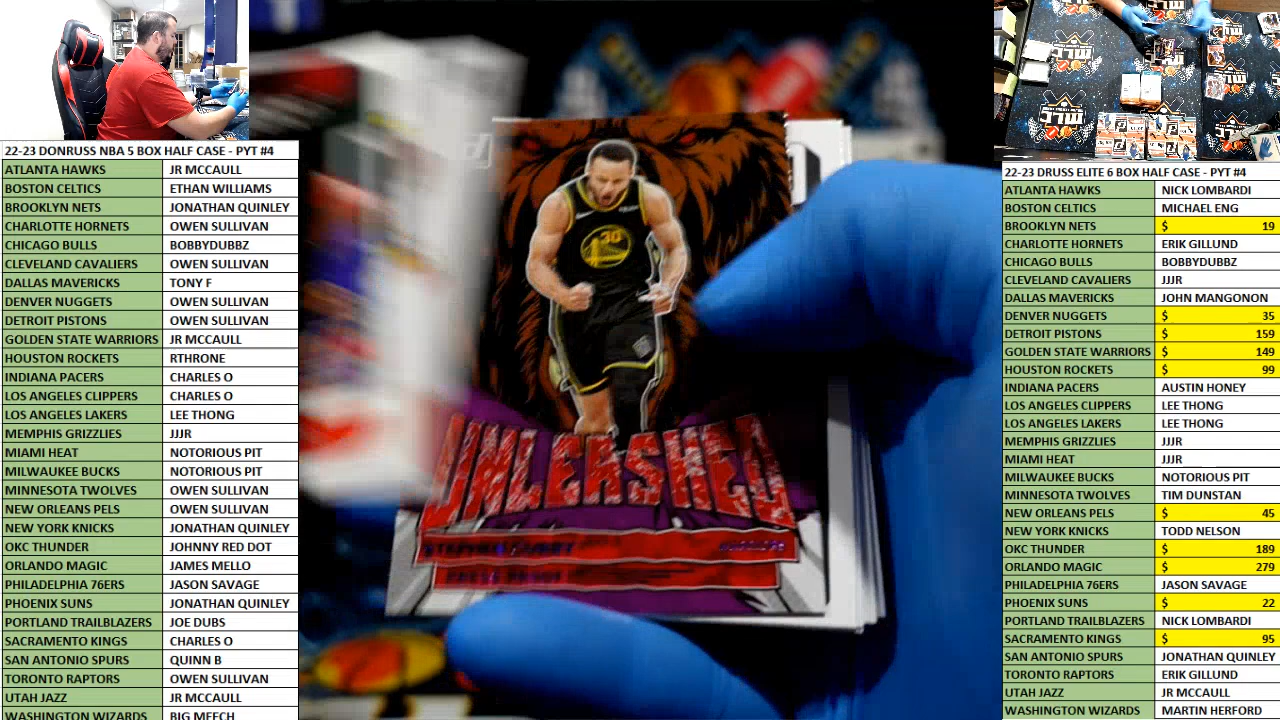 22-23 DONRUSS NBA 5 BOX HALF CASE - PYT #4
ATLANTA HAWKS JR MCCAULL
BOSTON CELTICS ETHAN WILLIAMS
BROOKLYN NETS JONATHAN QUINLEY
CHARLOTTE HORNETS OWEN SULLIVAN
CHICAGO BULLS BOBBYDUBBZ
CLEVELAND CAVALIERS OWEN SULLIVAN
DALLAS MAVERICKS TONY F
DENVER NUGGETS OWEN SULLIVAN
DETROIT PISTONS OWEN SULLIVAN
GOLDEN STATE WARRIORS JR MCCAULL
HOUSTON ROCKETS RTHRONE
INDIANA PACERS CHARLES O
LOS ANGELES CLIPPERS CHARLES O
LOS ANGELES LAKERS LEE THONG
MEMPHIS GRIZZLIES JJJR
MIAMI HEAT NOTORIOUS PIT
MILWAUKEE BUCKS NOTORIOUS PIT
MINNESOTA TWOLVES OWEN SULLIVAN
NEW ORLEANS PELS OWEN SULLIVAN
NEW YORK KNICKS JONATHAN QUINLEY
OKC THUNDER JOHNNY RED DOT
ORLANDO MAGIC JAMES MELLO
PHILADELPHIA 76ERS JASON SAVAGE
PHOENIX SUNS JONATHAN QUINLEY
PORTLAND TRAILBLAZERS JOE DUBS
SACRAMENTO KINGS CHARLES O
SAN ANTONIO SPURS QUINN B
TORONTO RAPTORS OWEN SULLIVAN
UTAH JAZZ JR MCCAULL
WASHINGTON WIZARDS BIG MEECH
30
UNLEASHED
MLC
22-23 DRUSS ELITE 6 BOX HALF CASE - PYT #4
ATLANTA HAWKS NICK LOMBARDI
BOSTON CELTICS MICHAEL ENG
BROOKLYN NETS $ 19
CHARLOTTE HORNETS ERIK GILLUND
CHICAGO BULLS BOBBYDUBBZ
CLEVELAND CAVALIERS JJJR
DALLAS MAVERICKS JOHN MANGONON
DENVER NUGGETS $ 35
DETROIT PISTONS $ 159
GOLDEN STATE WARRIORS $ 149
HOUSTON ROCKETS $ 99
INDIANA PACERS AUSTIN HONEY
LOS ANGELES CLIPPERS LEE THONG
LOS ANGELES LAKERS LEE THONG
MEMPHIS GRIZZLIES JJJR
MIAMI HEAT JJJR
MILWAUKEE BUCKS NOTORIOUS PIT
MINNESOTA TWOLVES TIM DUNSTAN
NEW ORLEANS PELS $ 45
NEW YORK KNICKS TODD NELSON
OKC THUNDER $ 189
ORLANDO MAGIC $ 279
PHILADELPHIA 76ERS JASON SAVAGE
PHOENIX SUNS $ 22
PORTLAND TRAILBLAZERS NICK LOMBARDI
SACRAMENTO KINGS $ 95
SAN ANTONIO SPURS JONATHAN QUINLEY
TORONTO RAPTORS ERIK GILLUND
UTAH JAZZ JR MCCAULL
WASHINGTON WIZARDS MARTIN HERFORD